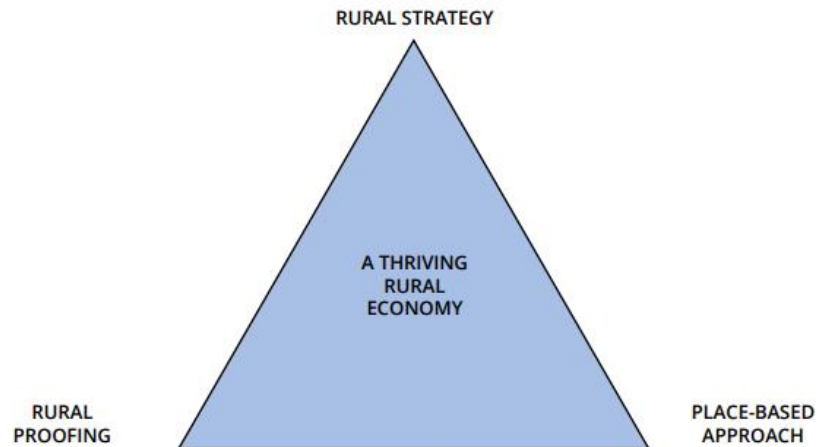 RURAL STRATEGY
A THRIVING
RURAL
ECONOMY
RURAL
PROOFING
PLACE-BASED
APPROACH